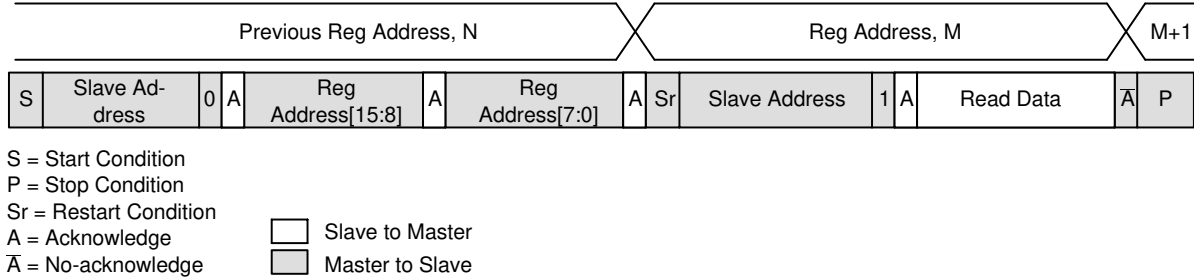 Previous Reg Address, N Reg Address, M M+1
S Slave Ad-
dress 0 A Reg
Address[15:8] A Reg
Address[7:0] A Sr Slave Address 1 A Read Data A̅ P
S = Start Condition
P = Stop Condition
Sr = Restart Condition
A = Acknowledge
A̅ = No-acknowledge
Slave to Master
Master to Slave